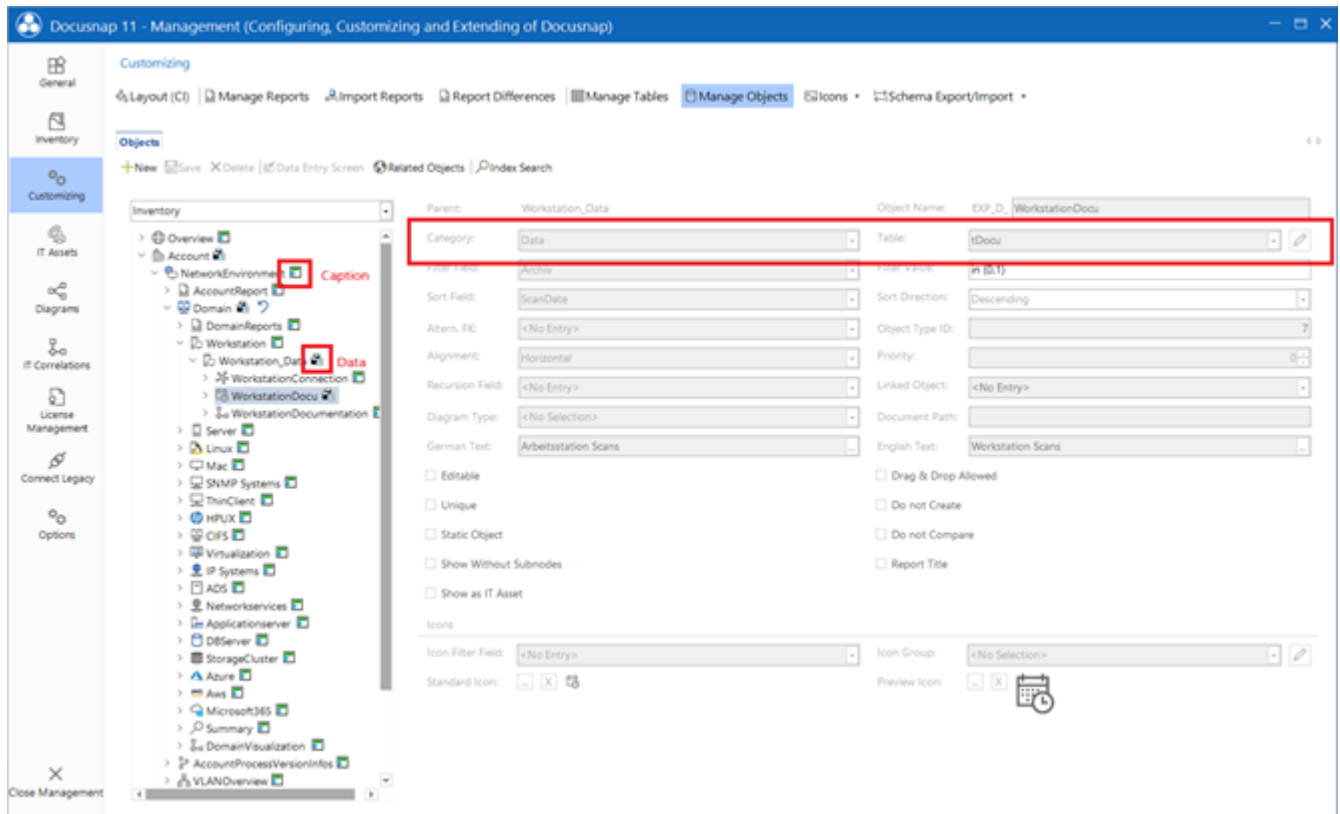 Docusnap 11 - Management (Configuring, Customizing and Extending of Docusnap)
General
Inventory
Customizing
IT Assets
Diagrams
IT Correlations
License
Management
Connect Legacy
Options
Close Management
Customizing
Layout (CI) Manage Reports Import Reports Report Differences Manage Tables Manage Objects Icons Schema Export/Import
Objects
New Save Delete Data Entry Screen Related Objects Index Search
Inventory
Overview
Account
NetworkEnvironment Caption
AccountReport
Domain
DomainReports
Workstation
Workstation_Data Data
WorkstationConnection
WorkstationDocu
WorkstationDocumentation
Server
Linux
Mac
SNMP Systems
ThinClient
HPUX
CIFS
Virtualization
IP Systems
ADS
Networkservices
Applicationserver
DBServer
StorageCluster
Azure
Aws
Microsoft365
Summary
DomainVisualization
AccountProcessVersionInfos
VLANOverview
Parent: Workstation_Data Object Name: EXP_D_ WorkstationDocu
Category: Data Table: tDocu
Filter Field: Archiv Filter Value: in (0,1)
Sort Field: ScanDate Sort Direction: Descending
Altern. FK: <No Entry> Object Type ID: 7
Alignment: Horizontal Priority: 0
Recursion Field: <No Entry> Linked Object: <No Entry>
Diagram Type: <No Selection> Document Path:
German Text: Arbeitsstation Scans ... English Text: Workstation Scans ...
Editable Drag & Drop Allowed
Unique Do not Create
Static Object Do not Compare
Show Without Subnodes Report Title
Show as IT Asset
Icons
Icon Filter Field: <No Entry> Icon Group: <No Selection>
Standard Icon: ... X Preview Icon: ... X